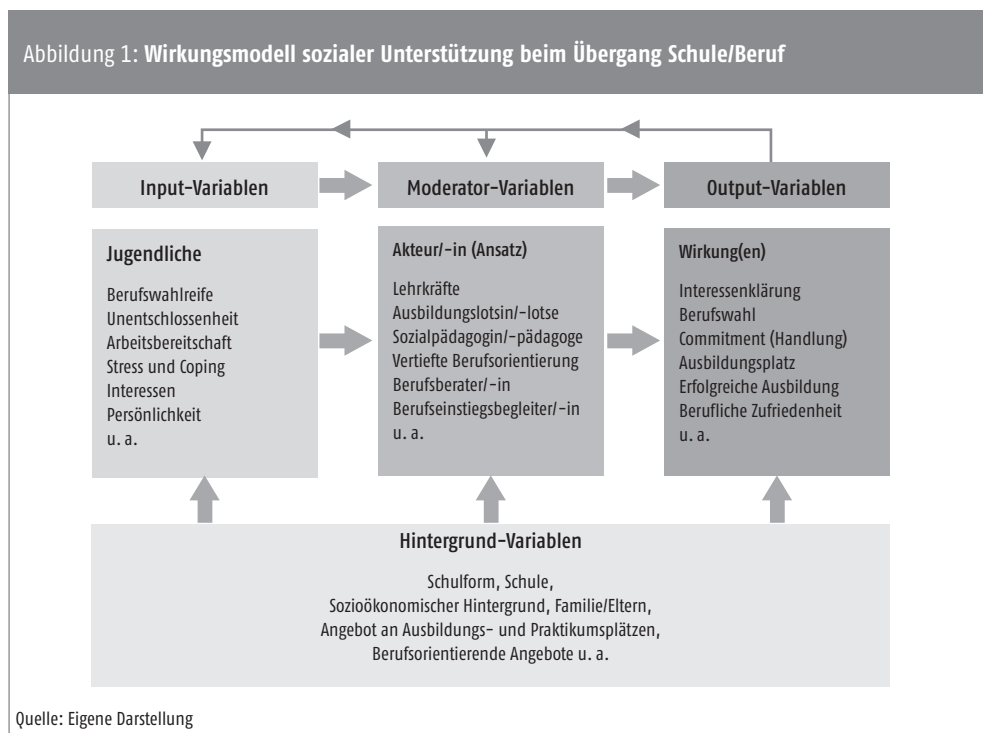 Abbildung 1: Wirkungsmodell sozialer Unterstützung beim Übergang Schule/Beruf
Input-Variablen
Moderator-Variablen
Output-Variablen
Jugendliche
Berufswahlreife
Unentschlossenheit
Arbeitsbereitschaft
Stress und Coping
Interessen
Persönlichkeit
u. a.
Akteur/-in (Ansatz)
Lehrkräfte
Ausbildungslotsin/-lotse
Sozialpädagogin/-pädagoge
Vertiefte Berufsorientierung
Berufsberater/-in
Berufseinstiegsbegleiter/-in
u. a.
Wirkung(en)
Interessenklärung
Berufswahl
Commitment (Handlung)
Ausbildungsplatz
Erfolgreiche Ausbildung
Berufliche Zufriedenheit
u. a.
Hintergrund-Variablen
Schulform, Schule,
Sozioökonomischer Hintergrund, Familie/Eltern,
Angebot an Ausbildungs- und Praktikumsplätzen,
Berufsorientierende Angebote u. a.
Quelle: Eigene Darstellung